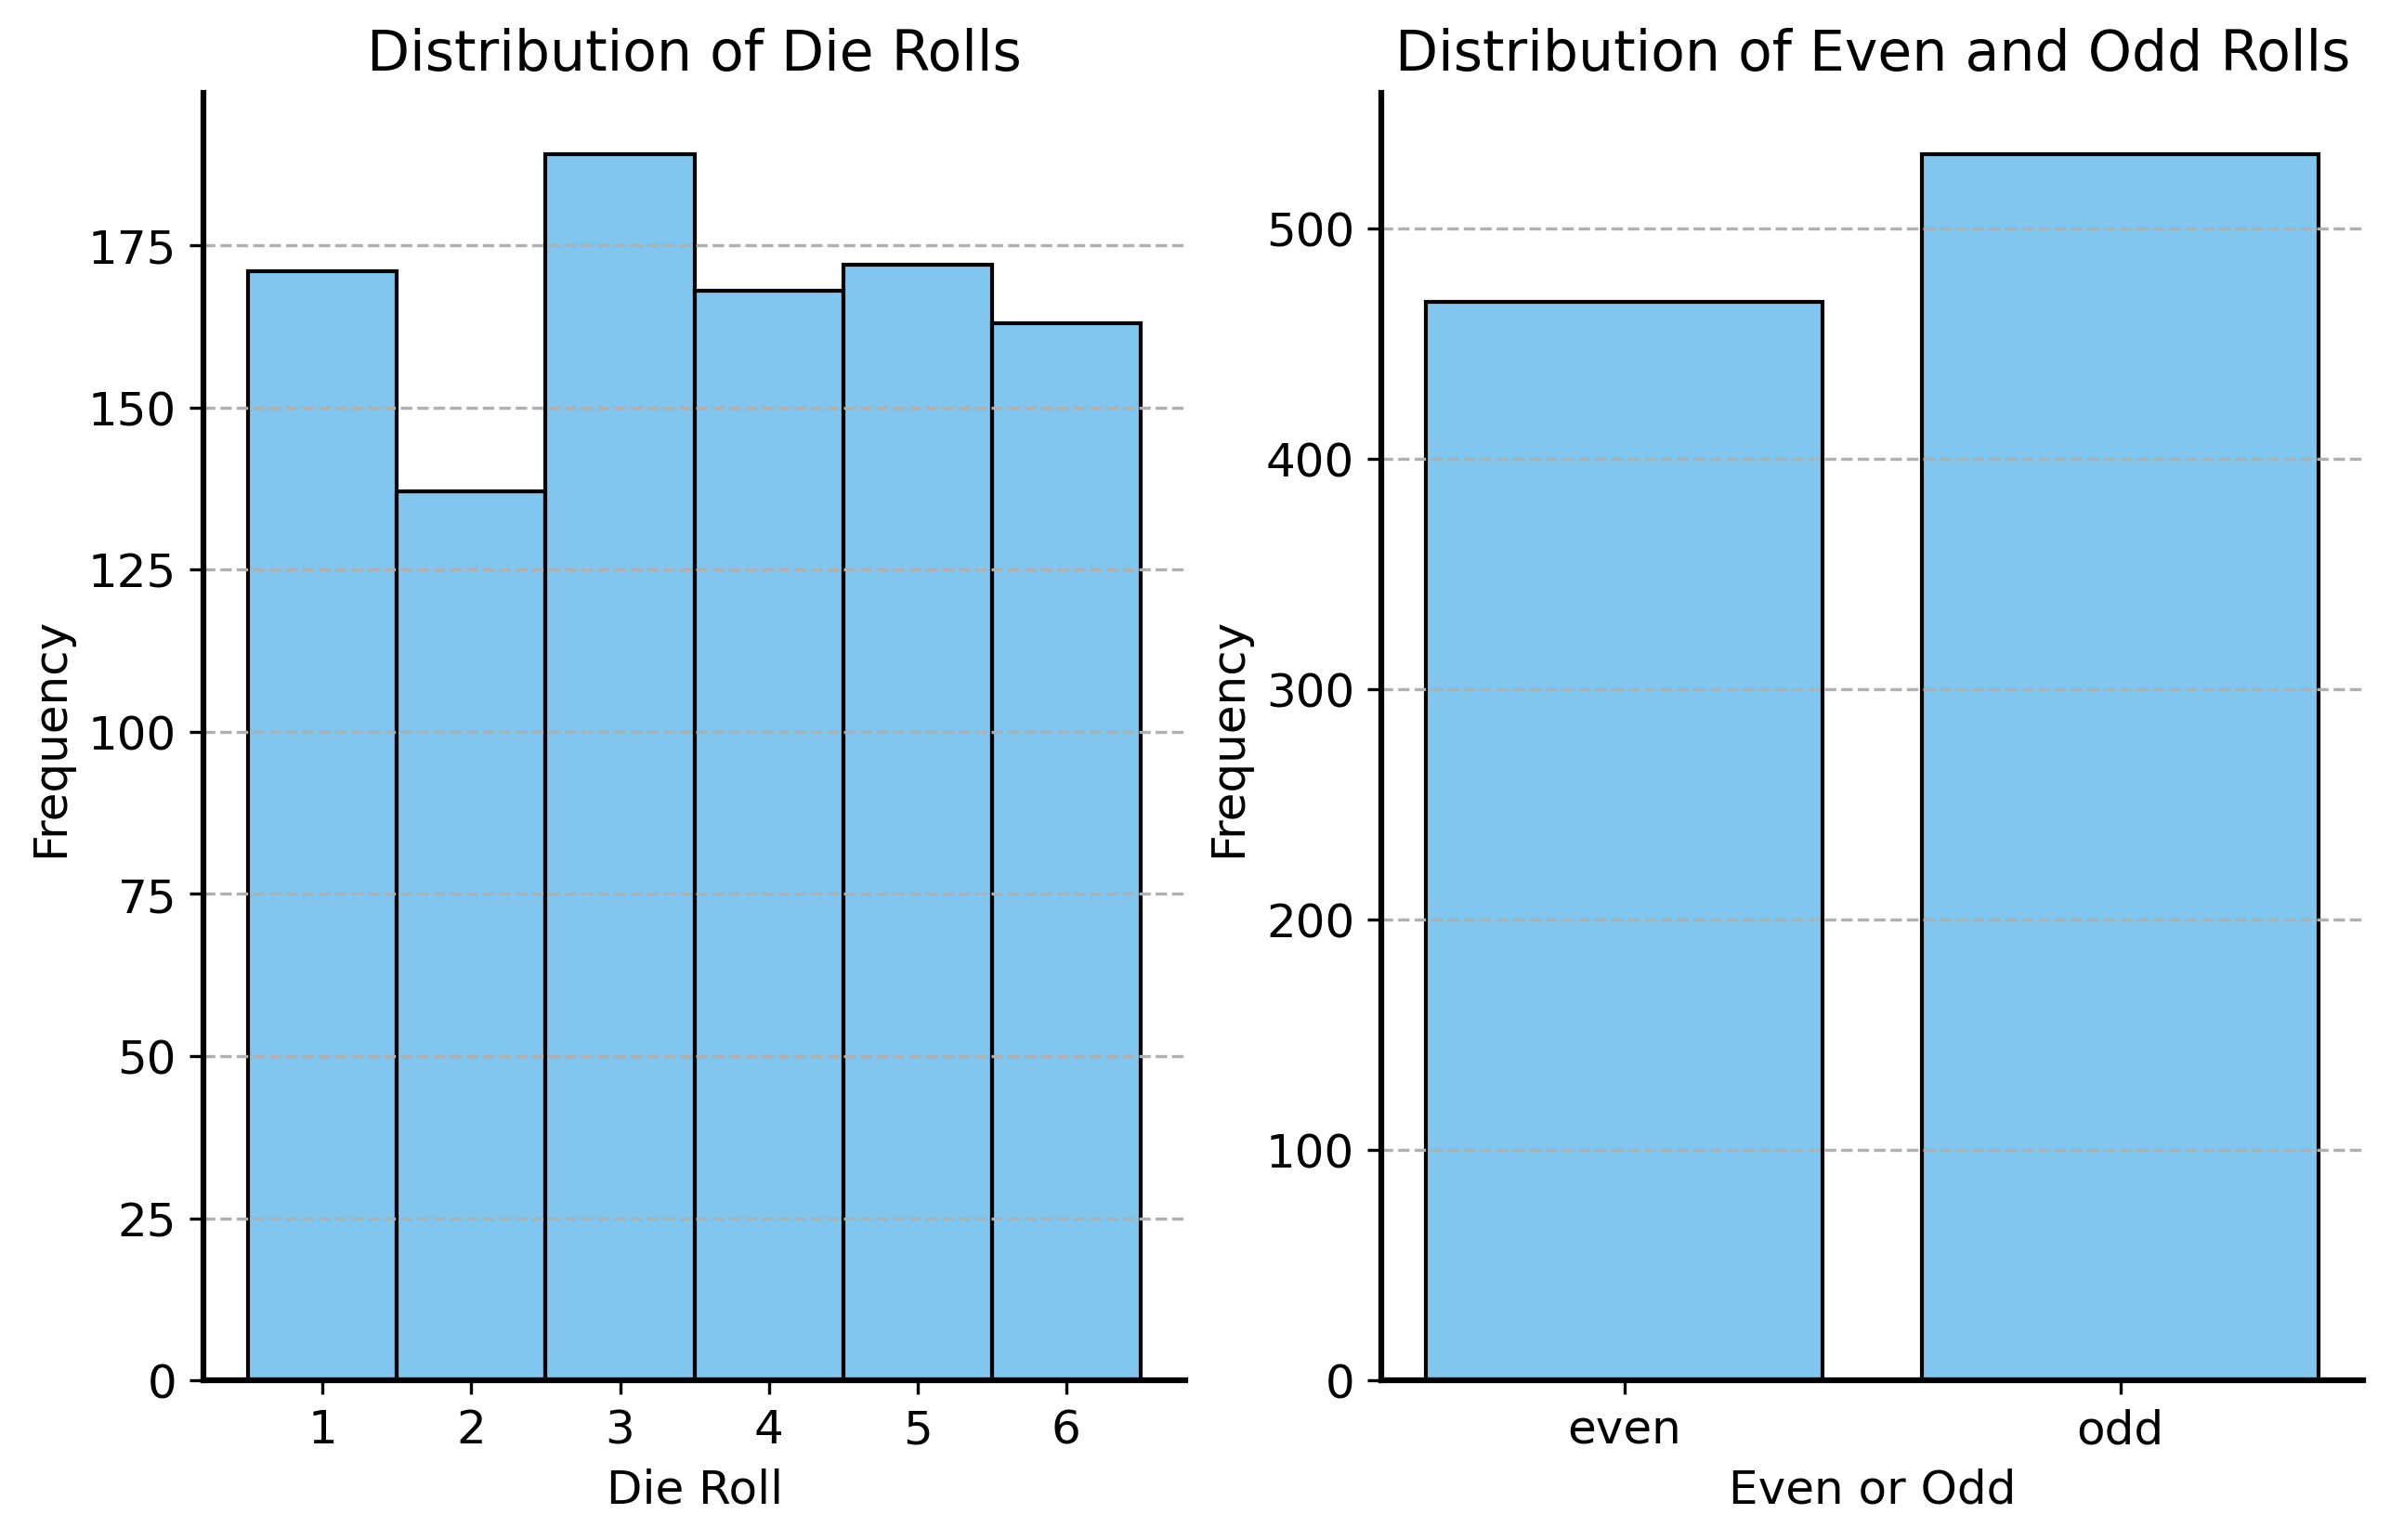 Distribution of Die Rolls
Frequency
175
150
125
100
75
50
25
0
1 2 3 4 5 6
Die Roll
Distribution of Even and Odd Rolls
Frequency
500
400
300
200
100
0
even odd
Even or Odd